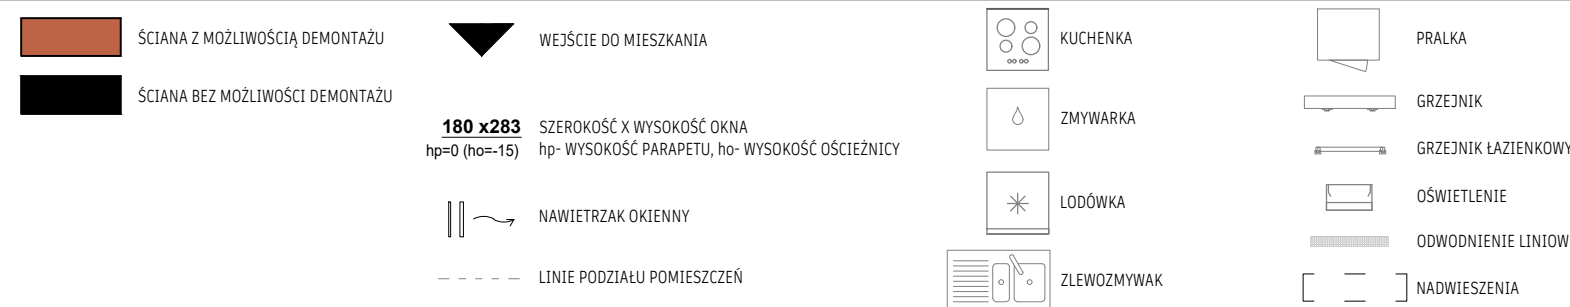 ŚCIANA Z MOŻLIWOŚCIĄ DEMONTAŻU
ŚCIANA BEZ MOŻLIWOŚCI DEMONTAŻU
WEJŚCIE DO MIESZKANIA
180 x283
hp=0 (ho=-15)
SZEROKOŚĆ X WYSOKOŚĆ OKNA
hp- WYSOKOŚĆ PARAPETU, ho- WYSOKOŚĆ OŚCIEŻNICY
NAWIETRZAK OKIENNY
LINIE PODZIAŁU POMIESZCZEŃ
KUCHENKA
ZMYWARKA
LODÓWKA
ZLEWOZMYWAK
PRALKA
GRZEJNIK
GRZEJNIK ŁAZIENKOWY
OŚWIETLENIE
ODWODNIENIE LINIOW
NADWIESZENIA